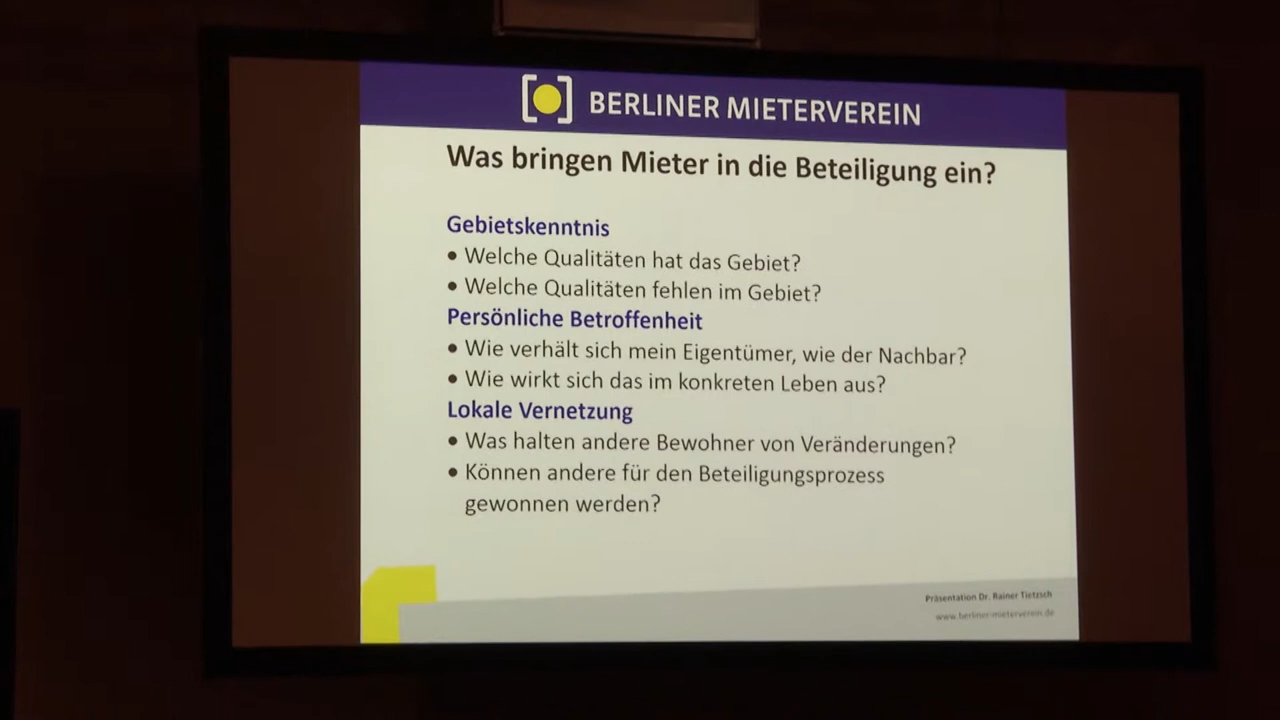 BERLINER MIETERVEREIN
Was bringen Mieter in die Beteiligung ein?
Gebietskenntnis
• Welche Qualitäten hat das Gebiet?
• Welche Qualitäten fehlen im Gebiet?
Persönliche Betroffenheit
• Wie verhält sich mein Eigentümer, wie der Nachbar?
• Wie wirkt sich das im konkreten Leben aus?
Lokale Vernetzung
• Was halten andere Bewohner von Veränderungen?
• Können andere für den Beteiligungsprozess
gewonnen werden?
Präsentation Dr. Rainer Tietzsch
www.berliner-mieterverein.de